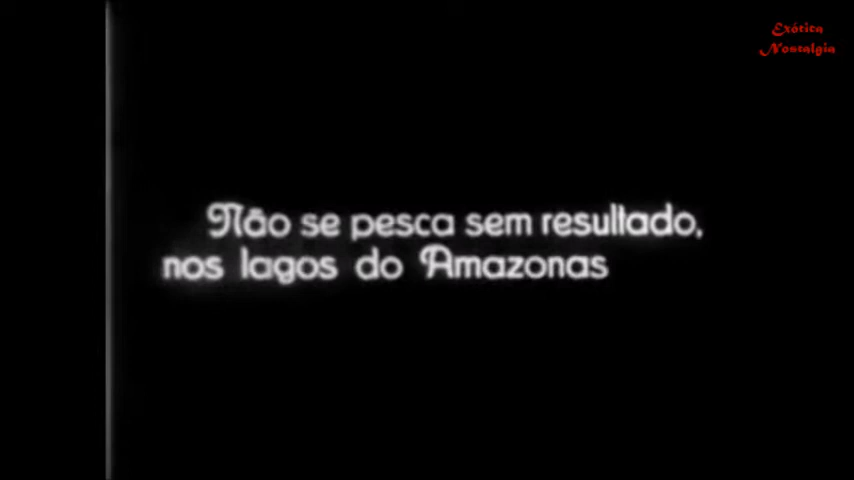 Exótica
Nostalgia
Não se pesca sem resultado,
nos lagos do Amazonas